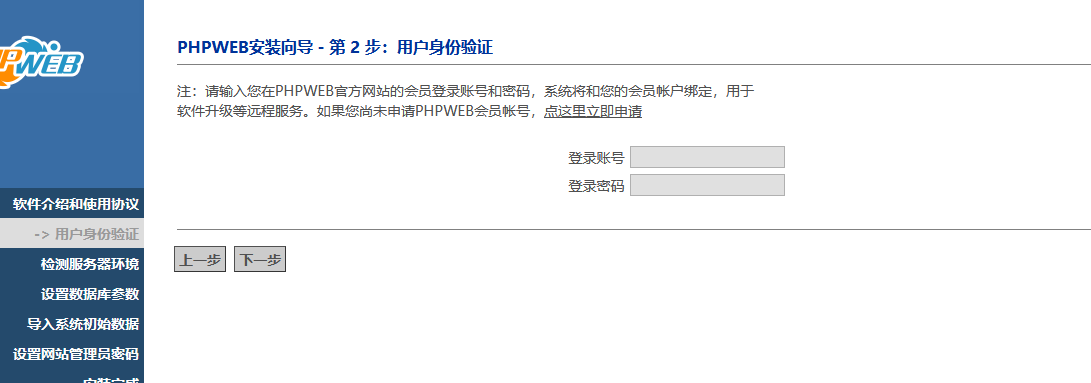 PWEB
PHPWEB安装向导 - 第 2 步：用户身份验证
注：请输入您在PHPWEB官方网站的会员登录账号和密码，系统将和您的会员帐户绑定，用于
软件升级等远程服务。如果您尚未申请PHPWEB会员帐号，点这里立即申请
登录账号
登录密码
上一步 下一步
软件介绍和使用协议
-> 用户身份验证
检测服务器环境
设置数据库参数
导入系统初始数据
设置网站管理员密码
安装完成